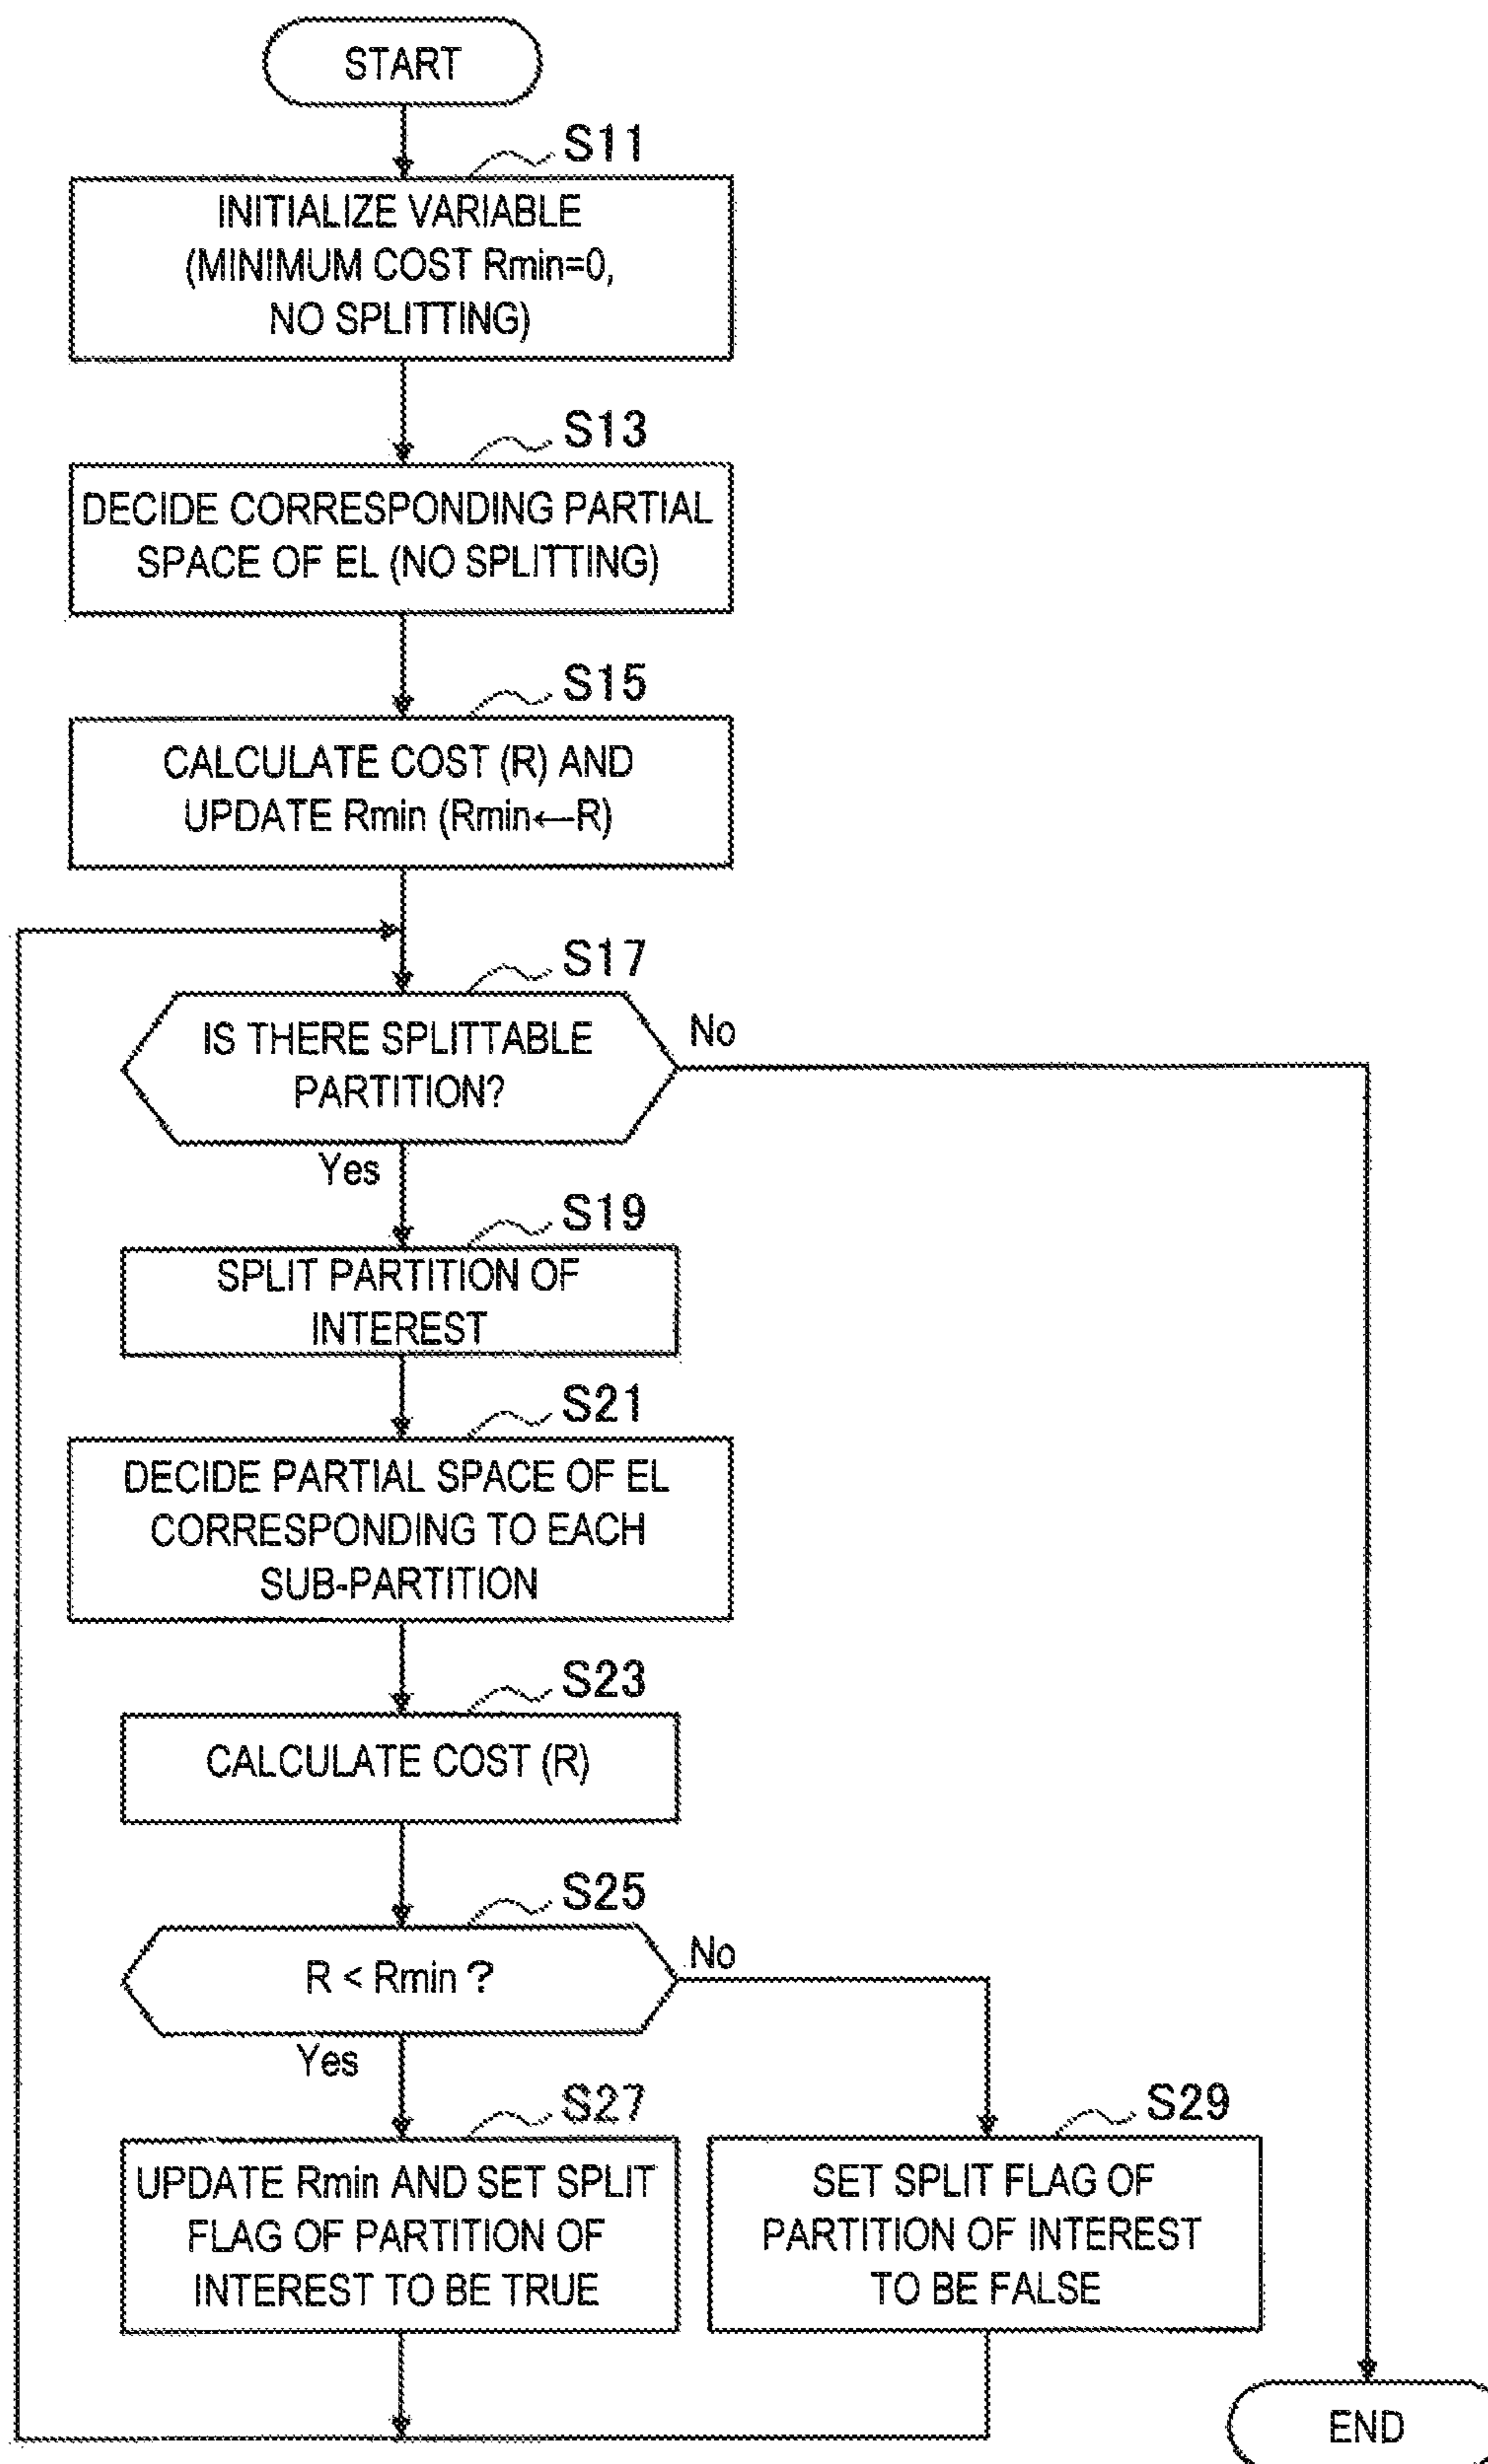 START
S11
INITIALIZE VARIABLE
(MINIMUM COST Rmin=0,
NO SPLITTING)
S13
DECIDE CORRESPONDING PARTIAL
SPACE OF EL (NO SPLITTING)
S15
CALCULATE COST (R) AND
UPDATE Rmin (Rmin←R)
S17
IS THERE SPLITTABLE
PARTITION?
No
Yes
S19
SPLIT PARTITION OF
INTEREST
S21
DECIDE PARTIAL SPACE OF EL
CORRESPONDING TO EACH
SUB-PARTITION
S23
CALCULATE COST (R)
S25
R < Rmin ?
No
Yes
S27
UPDATE Rmin AND SET SPLIT
FLAG OF PARTITION OF
INTEREST TO BE TRUE
S29
SET SPLIT FLAG OF
PARTITION OF INTEREST
TO BE FALSE
END